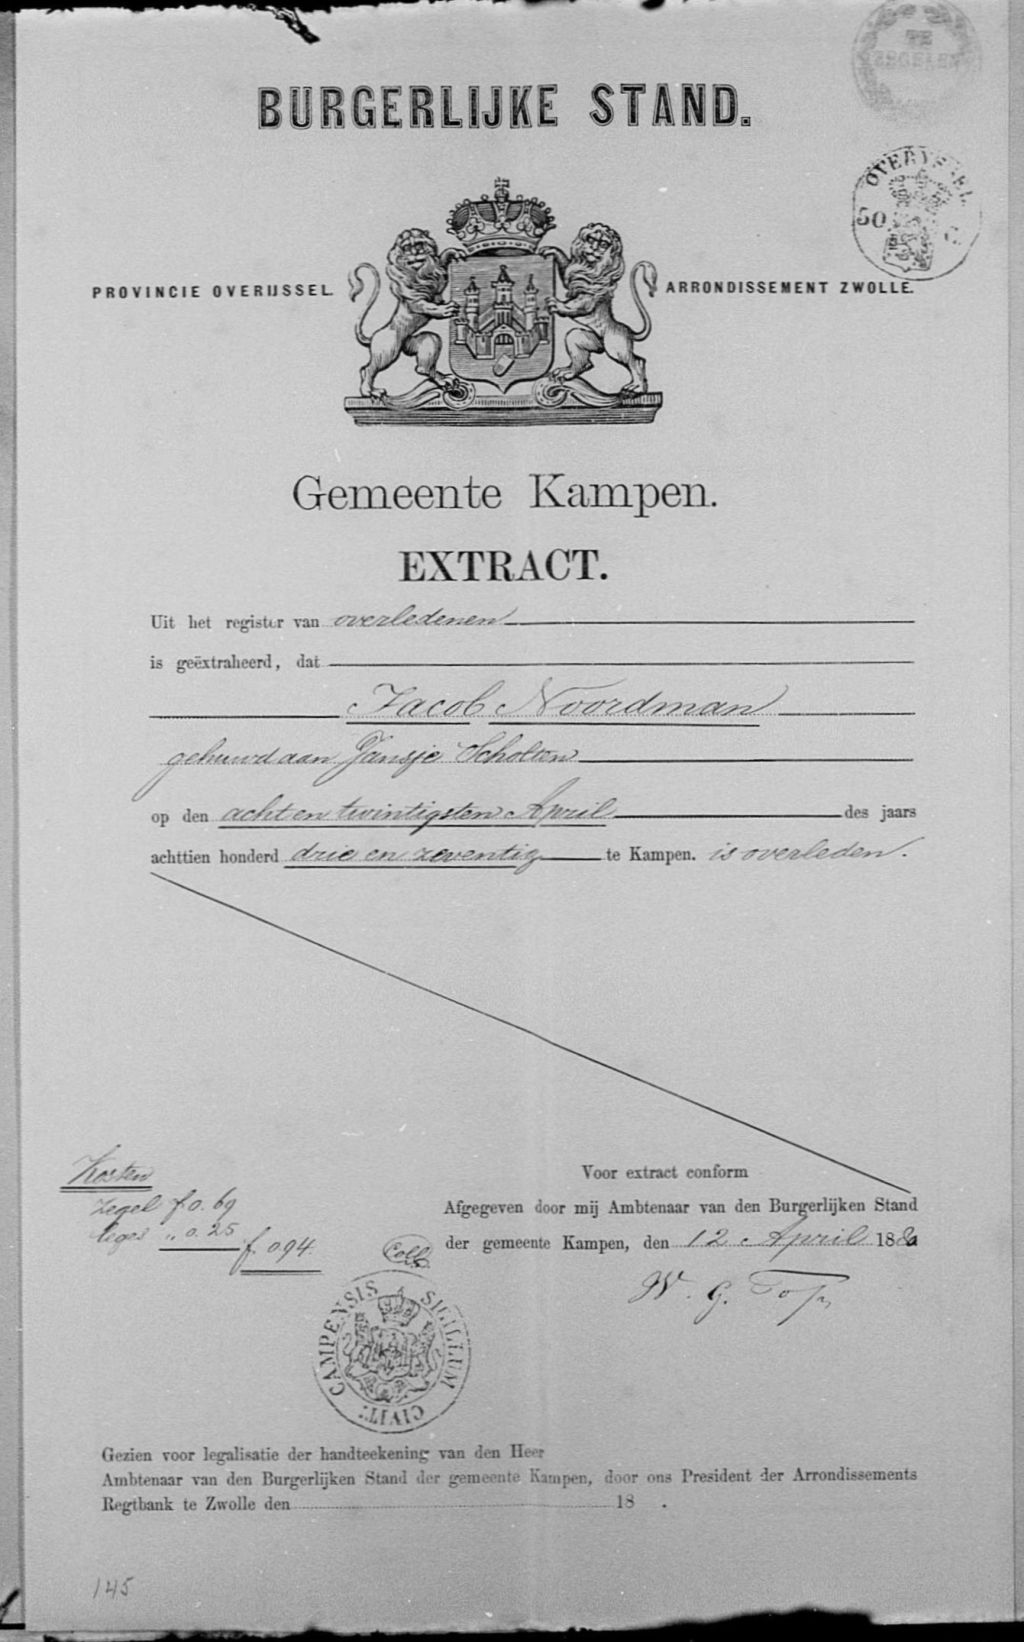 TE
ZEGELEN
BURGERLIJKE STAND.
OVERYSSEL
50 C.
PROVINCIE OVERIJSSEL. ARRONDISSEMENT ZWOLLE.
Gemeente Kampen.
EXTRACT.
Uit het register van overledenen
is geëxtraheerd, dat
Jacob Noordman
gehuwd aan Jansje Scholten
op den acht en twintigsten April des jaars
achttien honderd drie en zeventig te Kampen. is overleden.
Voor extract conform
Afgegeven door mij Ambtenaar van den Burgerlijken Stand
der gemeente Kampen, den 12 April 188
W. G. Top
Kosten
Zegel f 0.69
leges „ 0.25
f 0.94.
Coll
SIGILLUM CIVIT: CAMPENSIS
Gezien voor legalisatie der handteekening van den Heer
Ambtenaar van den Burgerlijken Stand der gemeente Kampen, door ons President der Arrondissements
Regtbank te Zwolle den 18 .
145